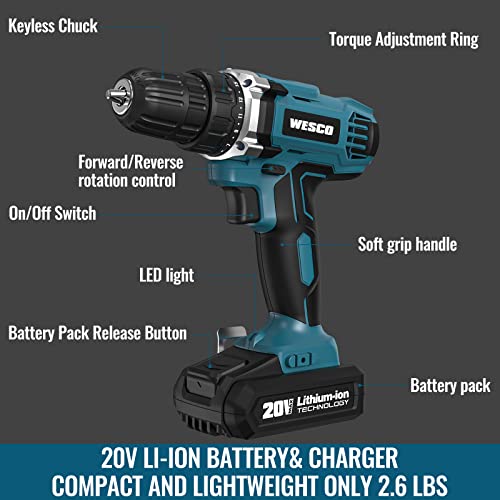 Keyless Chuck
Torque Adjustment Ring
WESCO
Forward/Reverse
rotation control
On/Off Switch
Soft grip handle
LED light
Battery Pack Release Button
Battery pack
20V MAX Lithium-ion
TECHNOLOGY
20V LI-ION BATTERY& CHARGER
COMPACT AND LIGHTWEIGHT ONLY 2.6 LBS